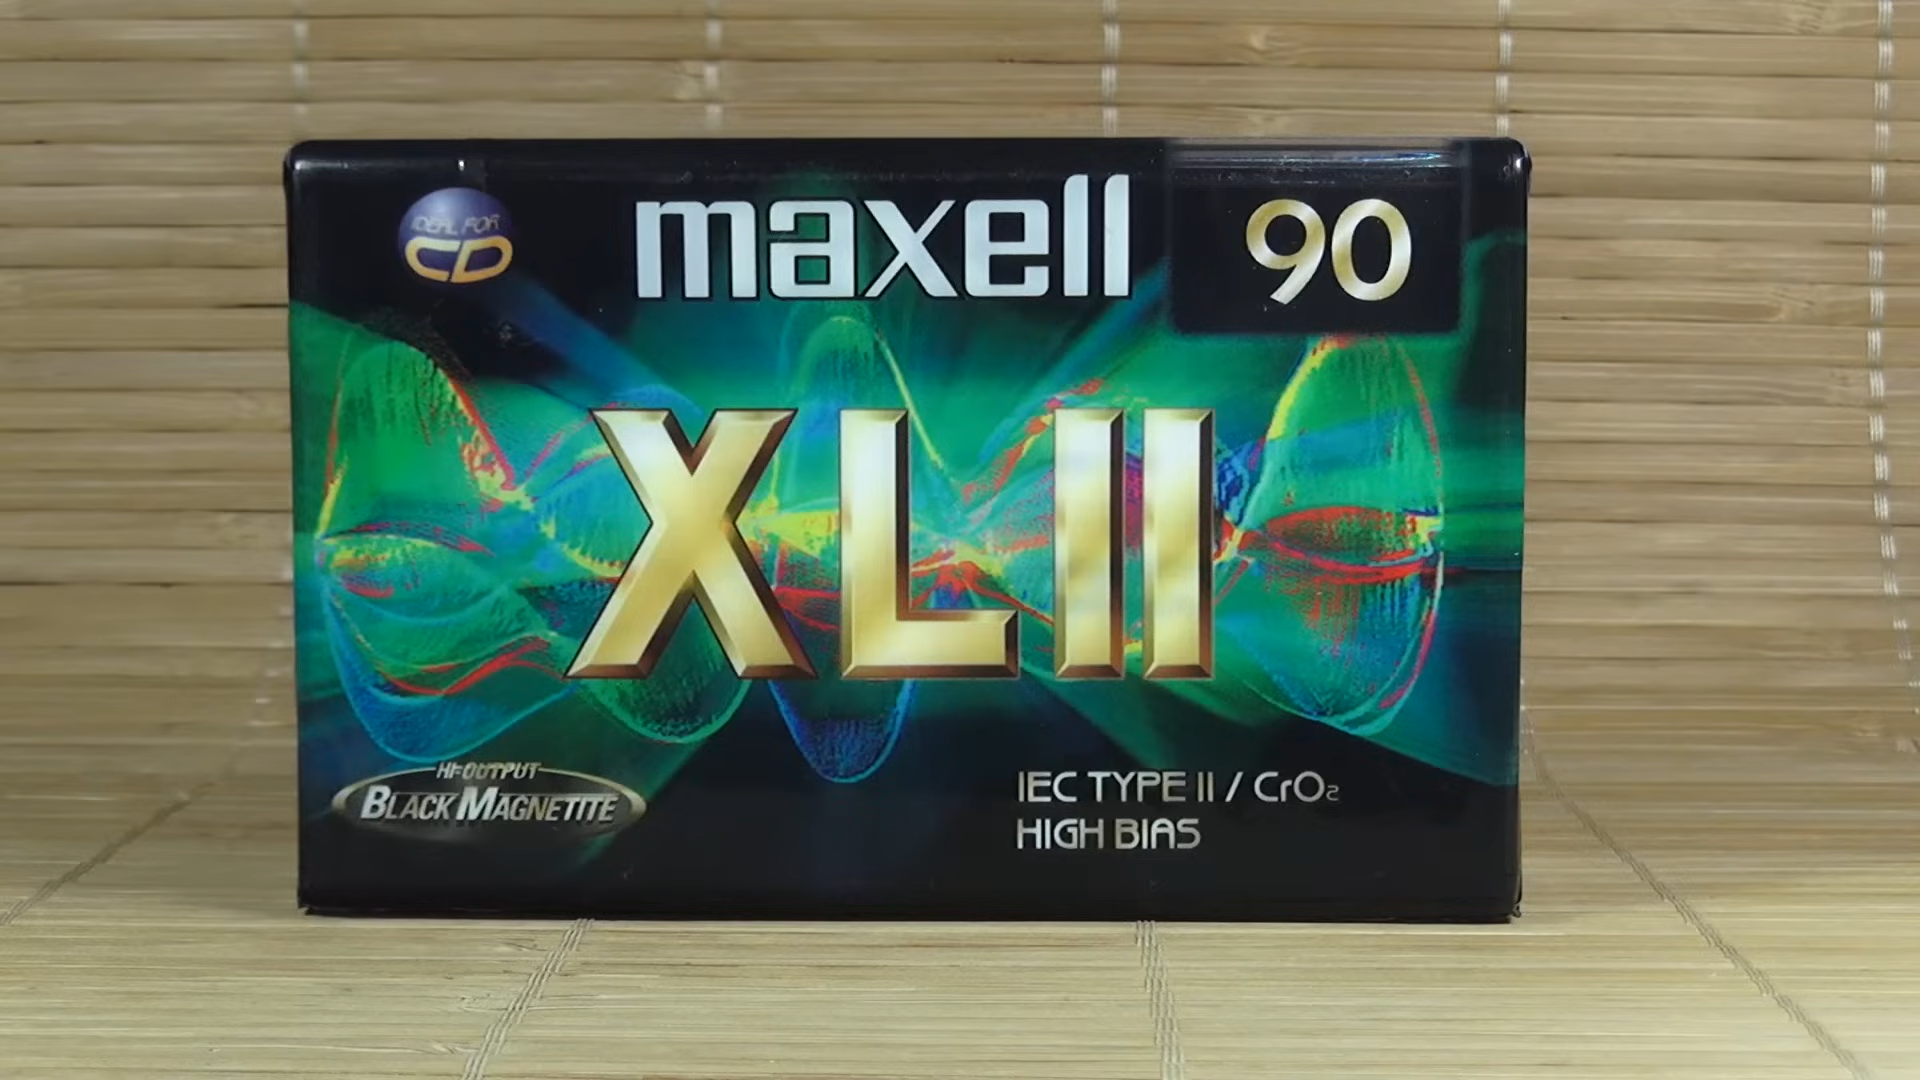 IDEAL FOR
CD
maxell
90
XLII
HI-OUTPUT
BLACK MAGNETITE
IEC TYPE II / CrO₂
HIGH BIAS